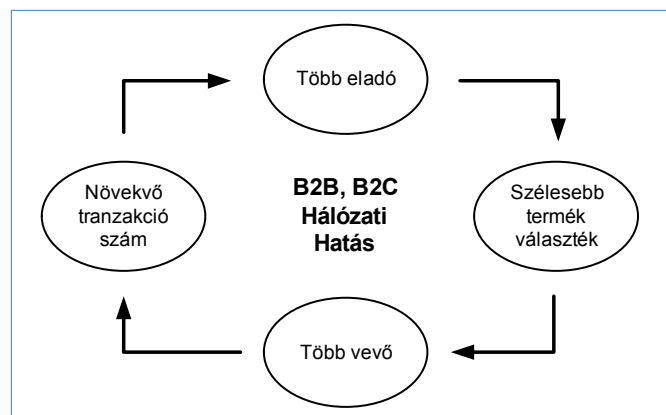 Több eladó
Növekvő
tranzakció
szám
B2B, B2C
Hálózati
Hatás
Szélesebb
termék
választék
Több vevő